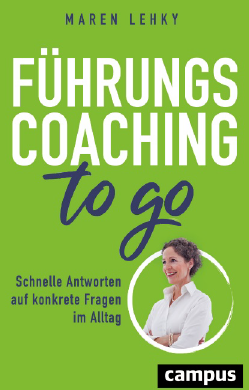 MAREN LEHKY
FÜHRUNGS
COACHING
to go
Schnelle Antworten
auf konkrete Fragen
im Alltag
campus